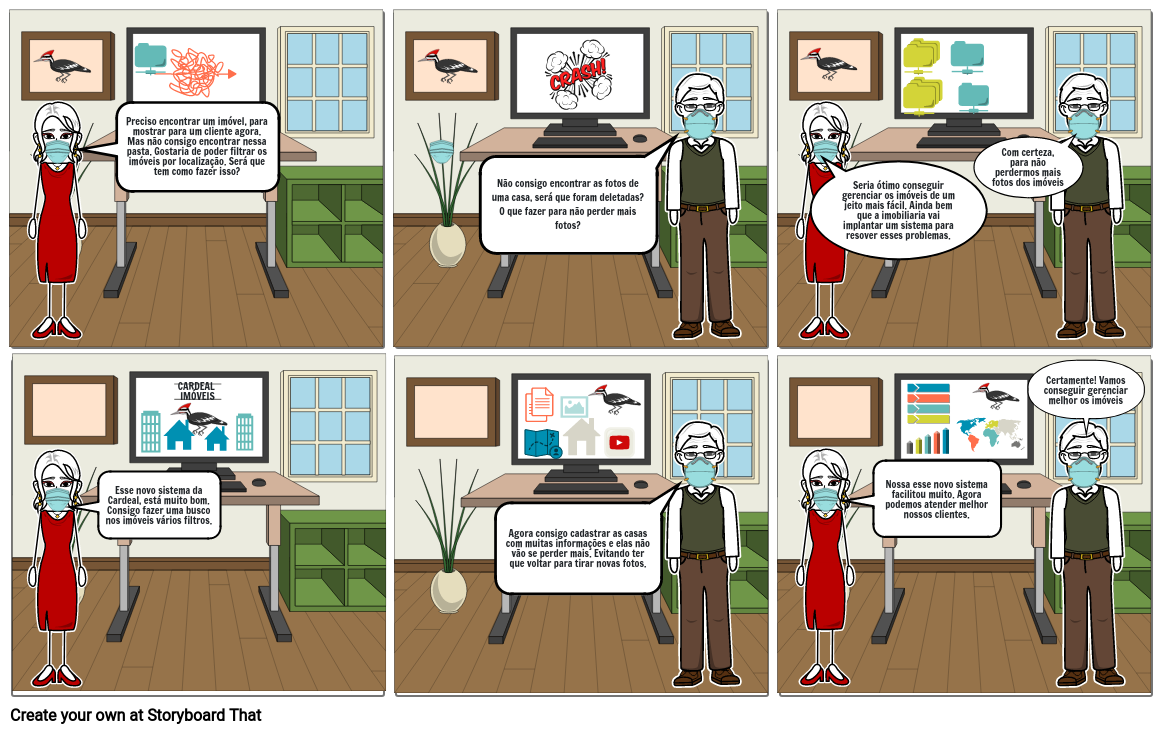 Preciso encontrar um imóvel, para
mostrar para um cliente agora.
Mas não consigo encontrar nessa
pasta. Gostaria de poder filtrar os
imóveis por localização. Será que
tem como fazer isso?
CRASH!
Não consigo encontrar as fotos de
uma casa, será que foram deletadas?
O que fazer para não perder mais
fotos?
Seria ótimo conseguir
gerenciar os imóveis de um
jeito mais fácil. Ainda bem
que a imobiliaria vai
implantar um sistema para
resover esses problemas.
Com certeza,
para não
perdermos mais
fotos dos imóveis
CARDEAL
IMÓVEIS
Esse novo sistema da
Cardeal, está muito bom.
Consigo fazer uma busco
nos imóveis vários filtros.
Agora consigo cadastrar as casas
com muitas informações e elas não
vão se perder mais. Evitando ter
que voltar para tirar novas fotos.
Nossa esse novo sistema
facilitou muito. Agora
podemos atender melhor
nossos clientes.
Certamente! Vamos
conseguir gerenciar
melhor os imóveis
Create your own at Storyboard That